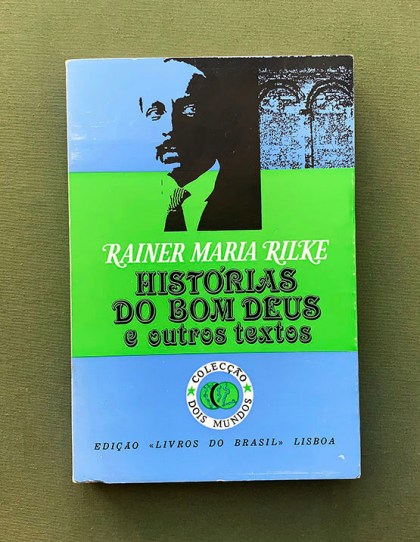 RAINER MARIA RILKE
HISTÓRIAS
DO BOM DEUS
e outros textos
COLECÇÃO
DOIS MUNDOS
EDIÇÃO «LIVROS DO BRASIL» LISBOA